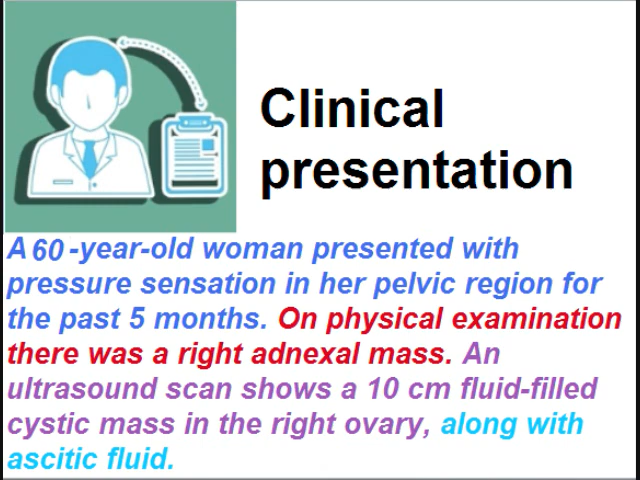 Clinical
presentation
A 60-year-old woman presented with
pressure sensation in her pelvic region for
the past 5 months. On physical examination
there was a right adnexal mass. An
ultrasound scan shows a 10 cm fluid-filled
cystic mass in the right ovary, along with
ascitic fluid.